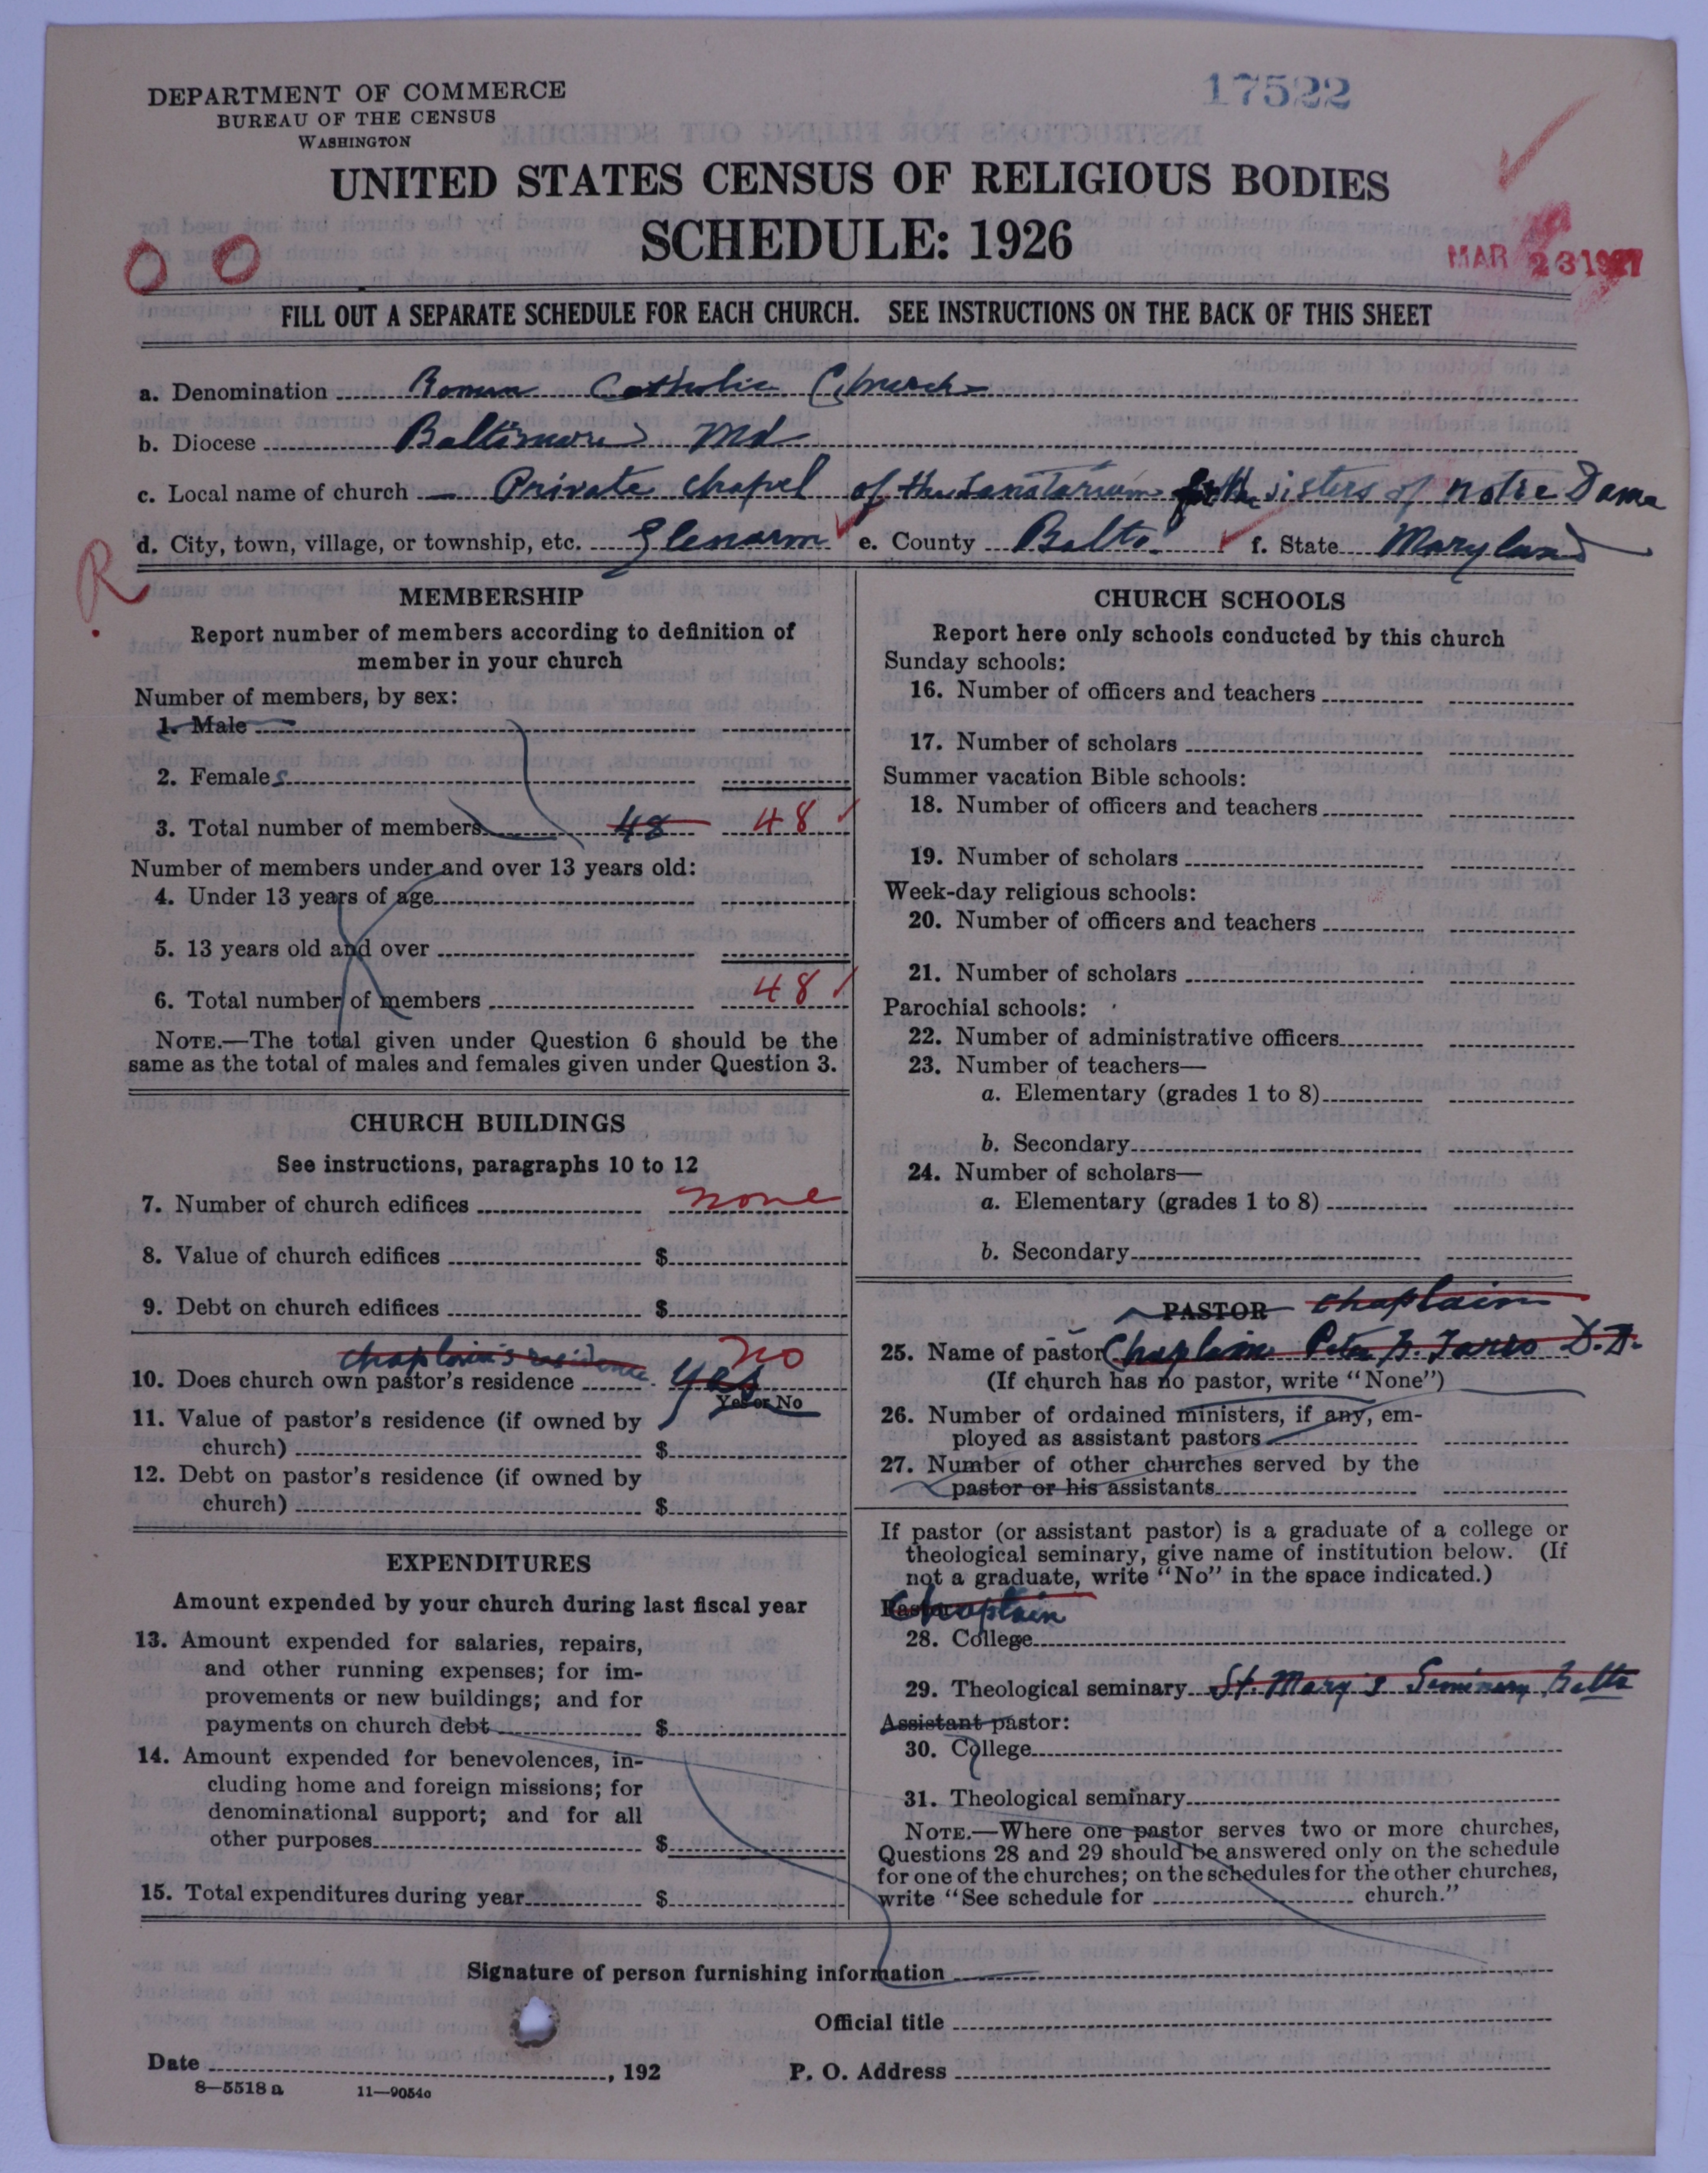 17522
DEPARTMENT OF COMMERCE
BUREAU OF THE CENSUS
WASHINGTON
UNITED STATES CENSUS OF RELIGIOUS BODIES
SCHEDULE: 1926
MAR 23 1927
O O
FILL OUT A SEPARATE SCHEDULE FOR EACH CHURCH. SEE INSTRUCTIONS ON THE BACK OF THIS SHEET
a. Denomination Roman Catholic Church
b. Diocese Baltimore Md
c. Local name of church — Private chapel of the Sanatarium for the sisters of Notre Dame
d. City, town, village, or township, etc. Glenarm e. County Balto. f. State Maryland
R.
MEMBERSHIP
Report number of members according to definition of
member in your church
Number of members, by sex:
1. Male
2. Females
3. Total number of members 48 48
Number of members under and over 13 years old:
4. Under 13 years of age
5. 13 years old and over
6. Total number of members 48
NOTE.—The total given under Question 6 should be the
same as the total of males and females given under Question 3.
CHURCH BUILDINGS
See instructions, paragraphs 10 to 12
7. Number of church edifices none
8. Value of church edifices $
9. Debt on church edifices $
chaplain's residence no
10. Does church own pastor's residence yes
Yes or No
11. Value of pastor's residence (if owned by
church) $
12. Debt on pastor's residence (if owned by
church) $
EXPENDITURES
Amount expended by your church during last fiscal year
13. Amount expended for salaries, repairs,
and other running expenses; for im-
provements or new buildings; and for
payments on church debt $
14. Amount expended for benevolences, in-
cluding home and foreign missions; for
denominational support; and for all
other purposes $
15. Total expenditures during year $
CHURCH SCHOOLS
Report here only schools conducted by this church
Sunday schools:
16. Number of officers and teachers
17. Number of scholars
Summer vacation Bible schools:
18. Number of officers and teachers
19. Number of scholars
Week-day religious schools:
20. Number of officers and teachers
21. Number of scholars
Parochial schools:
22. Number of administrative officers
23. Number of teachers—
a. Elementary (grades 1 to 8)
b. Secondary
24. Number of scholars—
a. Elementary (grades 1 to 8)
b. Secondary
PASTOR chaplain
25. Name of pastor Chaplain Peter D.D.
(If church has no pastor, write "None")
26. Number of ordained ministers, if any, em-
ployed as assistant pastors
27. Number of other churches served by the
pastor or his assistants
If pastor (or assistant pastor) is a graduate of a college or
theological seminary, give name of institution below. (If
not a graduate, write "No" in the space indicated.)
Chaplain
28. College
29. Theological seminary St. Mary's Seminary Balto
Assistant pastor:
30. College
31. Theological seminary
NOTE.—Where one pastor serves two or more churches,
Questions 28 and 29 should be answered only on the schedule
for one of the churches; on the schedules for the other churches,
write "See schedule for church."
Signature of person furnishing information
Official title
Date , 192 P. O. Address
8—5518 a 11—9054o